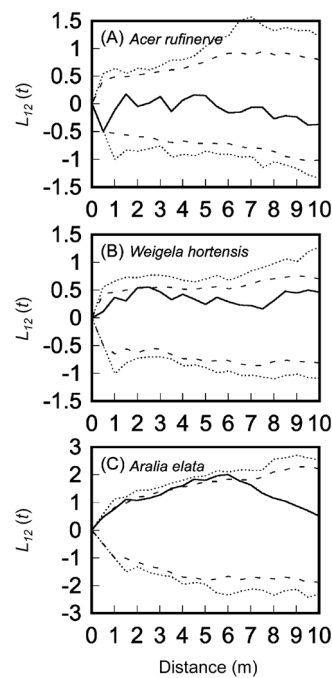 (A) Acer rufinerve
1.5
1
0.5
0
-0.5
-1
-1.5
L12 (t)
0 1 2 3 4 5 6 7 8 9 10
(B) Weigela hortensis
1.5
1
0.5
0
-0.5
-1
-1.5
L12 (t)
0 1 2 3 4 5 6 7 8 9 10
(C) Aralia elata
3
2
1
0
-1
-2
-3
L12 (t)
0 1 2 3 4 5 6 7 8 9 10
Distance (m)